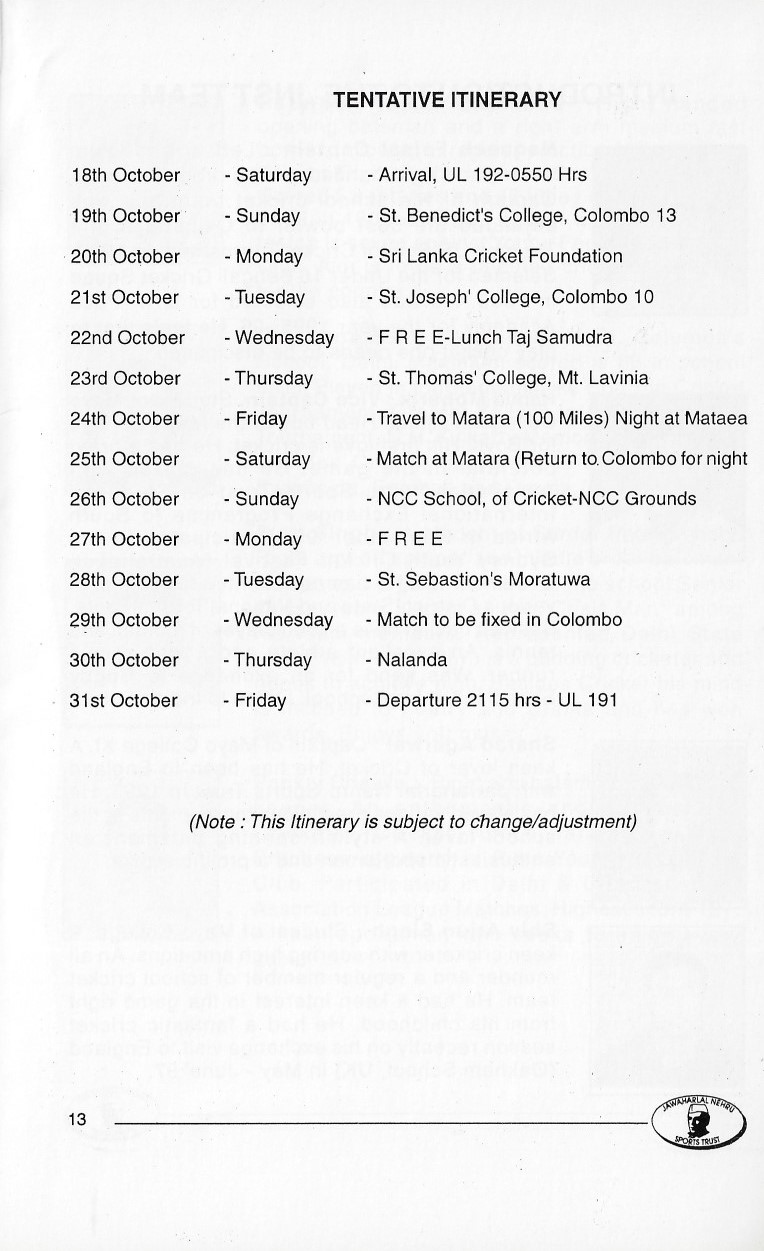 TENTATIVE ITINERARY
18th October - Saturday - Arrival, UL 192-0550 Hrs
19th October - Sunday - St. Benedict's College, Colombo 13
20th October - Monday - Sri Lanka Cricket Foundation
21st October - Tuesday - St. Joseph' College, Colombo 10
22nd October - Wednesday - F R E E-Lunch Taj Samudra
23rd October - Thursday - St. Thomas' College, Mt. Lavinia
24th October - Friday - Travel to Matara (100 Miles) Night at Mataea
25th October - Saturday - Match at Matara (Return to Colombo for night
26th October - Sunday - NCC School, of Cricket-NCC Grounds
27th October - Monday - F R E E
28th October - Tuesday - St. Sebastion's Moratuwa
29th October - Wednesday - Match to be fixed in Colombo
30th October - Thursday - Nalanda
31st October - Friday - Departure 2115 hrs - UL 191
(Note : This Itinerary is subject to change/adjustment)
13
JAWAHARLAL NEHRU
SPORTS TRUST